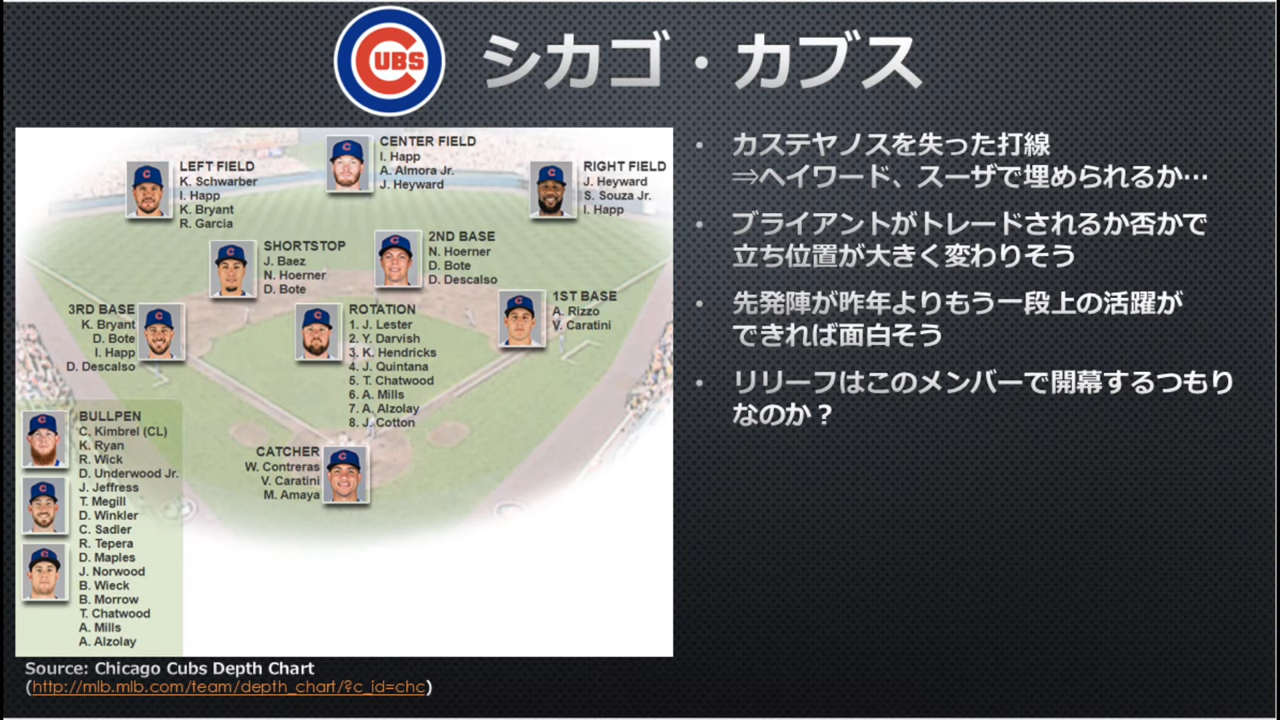 CUBS
シカゴ・カブス
CENTER FIELD
I. Happ
A. Almora Jr.
J. Heyward
LEFT FIELD
K. Schwarber
I. Happ
K. Bryant
R. Garcia
RIGHT FIELD
J. Heyward
S. Souza Jr.
I. Happ
SHORTSTOP
J. Baez
N. Hoerner
D. Bote
2ND BASE
N. Hoerner
D. Bote
D. Descalso
3RD BASE
K. Bryant
D. Bote
I. Happ
D. Descalso
ROTATION
1. J. Lester
2. Y. Darvish
3. K. Hendricks
4. J. Quintana
5. T. Chatwood
6. A. Mills
7. A. Alzolay
8. J. Cotton
1ST BASE
A. Rizzo
V. Caratini
BULLPEN
C. Kimbrel (CL)
K. Ryan
R. Wick
D. Underwood Jr.
J. Jeffress
T. Megill
D. Winkler
C. Sadler
R. Tepera
D. Maples
J. Norwood
B. Wieck
B. Morrow
T. Chatwood
A. Mills
A. Alzolay
CATCHER
W. Contreras
V. Caratini
M. Amaya
Source: Chicago Cubs Depth Chart
(http://mlb.mlb.com/team/depth_chart/?c_id=chc)
• カステヤノスを失った打線
⇒ヘイワード、スーザで埋められるか…
• ブライアントがトレードされるか否かで
立ち位置が大きく変わりそう
• 先発陣が昨年よりもう一段上の活躍が
できれば面白そう
• リリーフはこのメンバーで開幕するつもり
なのか？